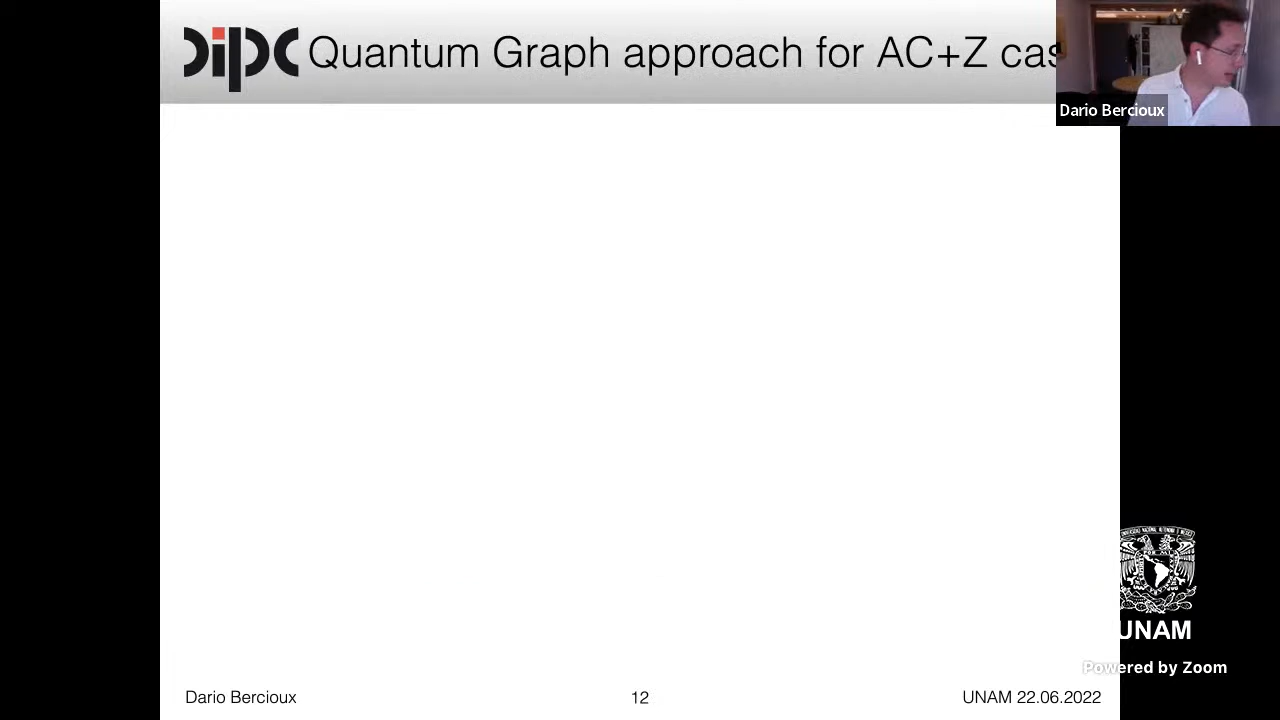 dipc Quantum Graph approach for AC+Z cas
Dario Bercioux
UNAM
Powered by Zoom
Dario Bercioux
12
UNAM 22.06.2022